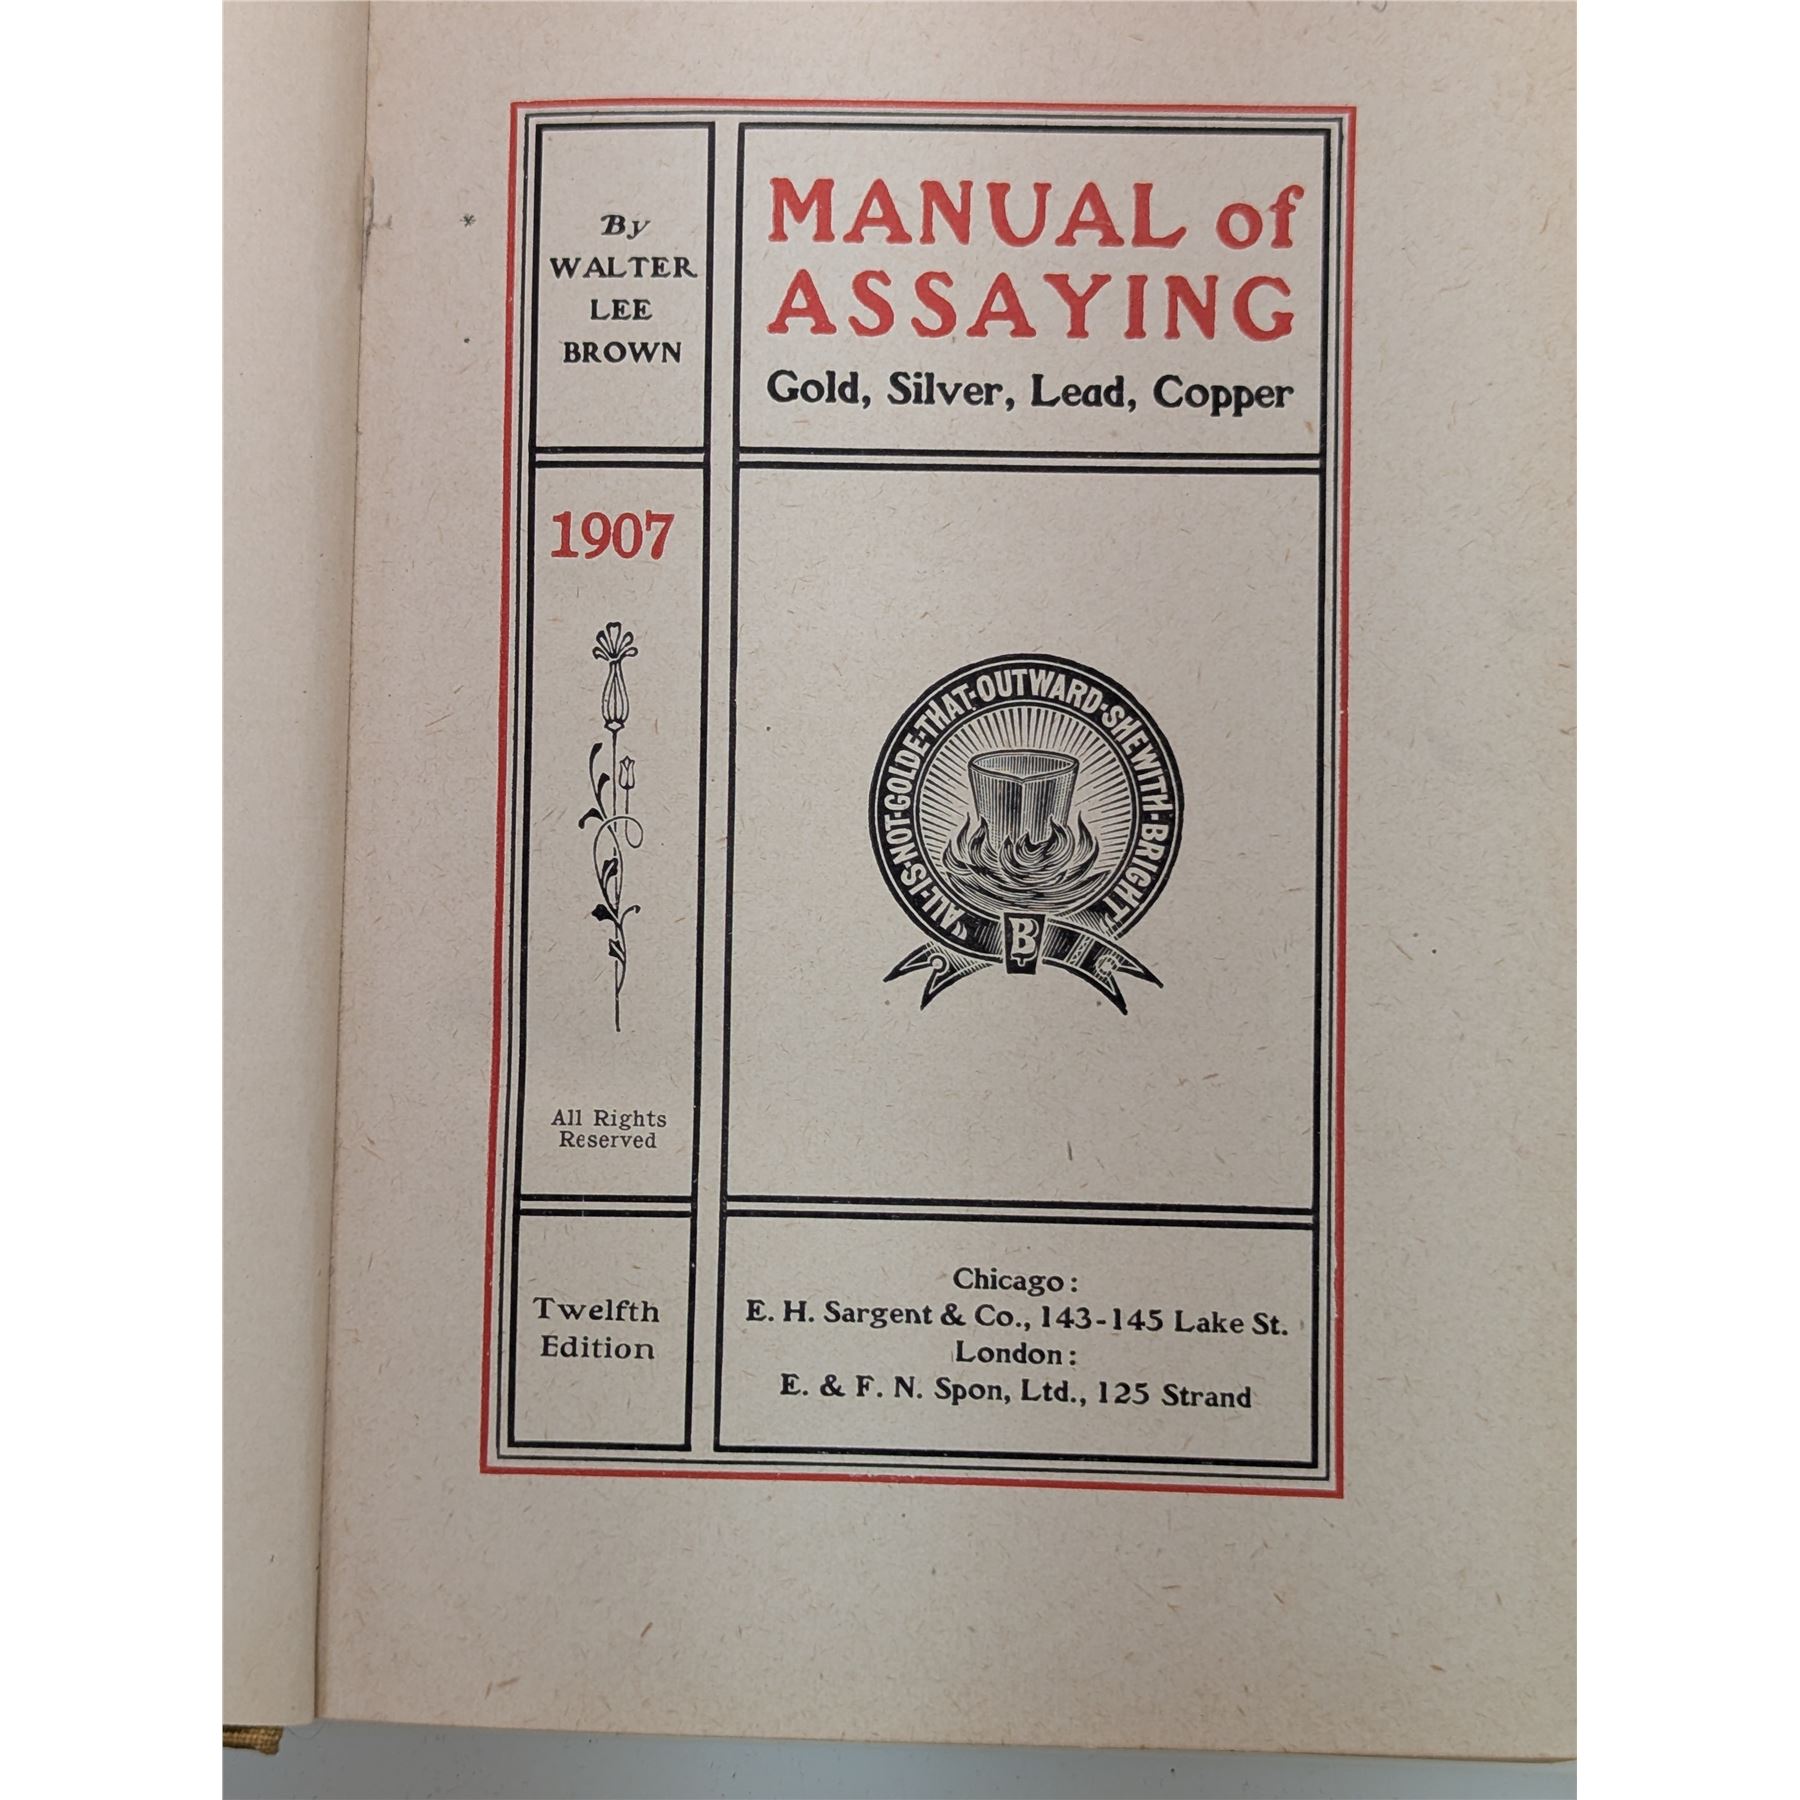 By
WALTER
LEE
BROWN
MANUAL of
ASSAYING
Gold, Silver, Lead, Copper
1907
"ALL·IS·NOT·GOLDE·THAT·OUTWARD·SHEWITH·BRIGHT"
B
All Rights
Reserved
Twelfth
Edition
Chicago:
E. H. Sargent & Co., 143-145 Lake St.
London:
E. & F. N. Spon, Ltd., 125 Strand